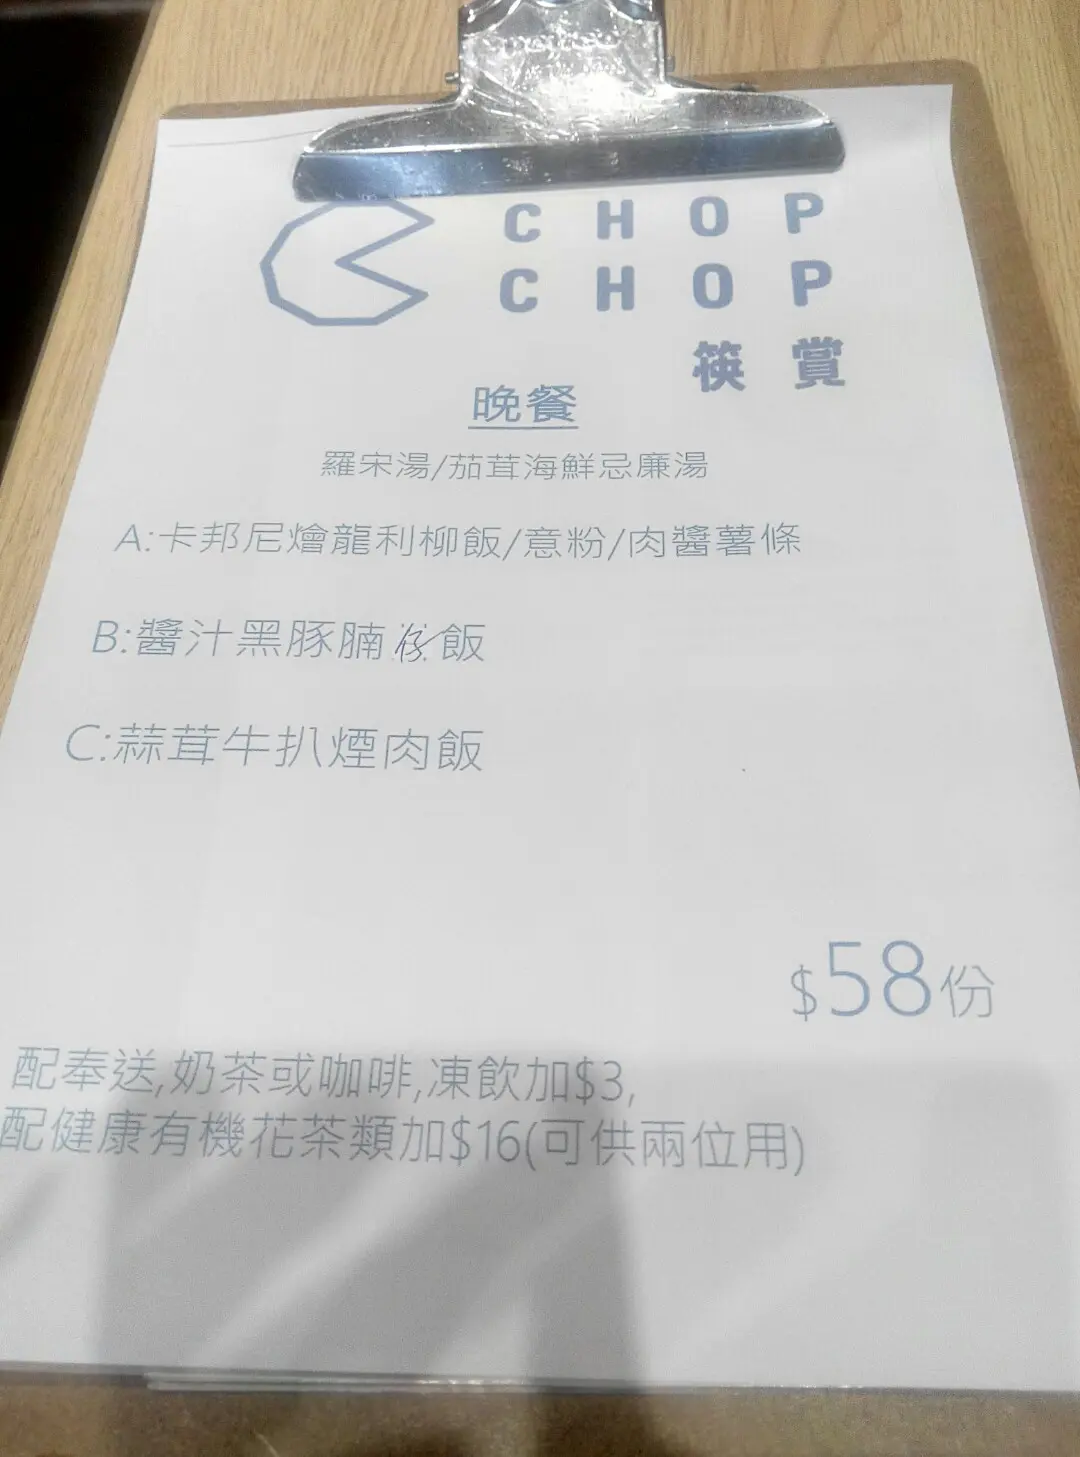 CHOP
CHOP
筷賞
晚餐
羅宋湯/茄茸海鮮忌廉湯
A:卡邦尼燴龍利柳飯/意粉/肉醬薯條
B:醬汁黑豚腩仔飯
C:蒜茸牛扒煙肉飯
$58份
配奉送,奶茶或咖啡,凍飲加$3,
配健康有機花茶類加$16(可供兩位用)